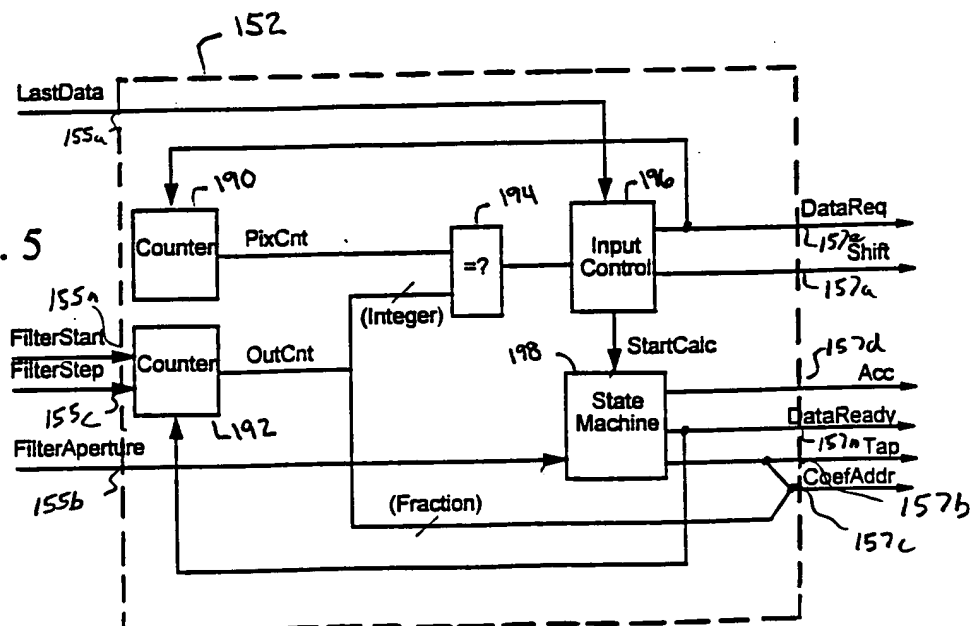 152
LastData
155a
190
194
196
DataReq
157e
Counter
PixCnt
=?
Input
Control
Shift
157a
. 5
155n
(Integer)
FilterStart
FilterStep
Counter
OutCnt
StartCalc
155c
192
198
157d
Acc
State
Machine
DataReady
FilterAperture
157n
Tap
155b
CoefAddr
157b
(Fraction)
157c